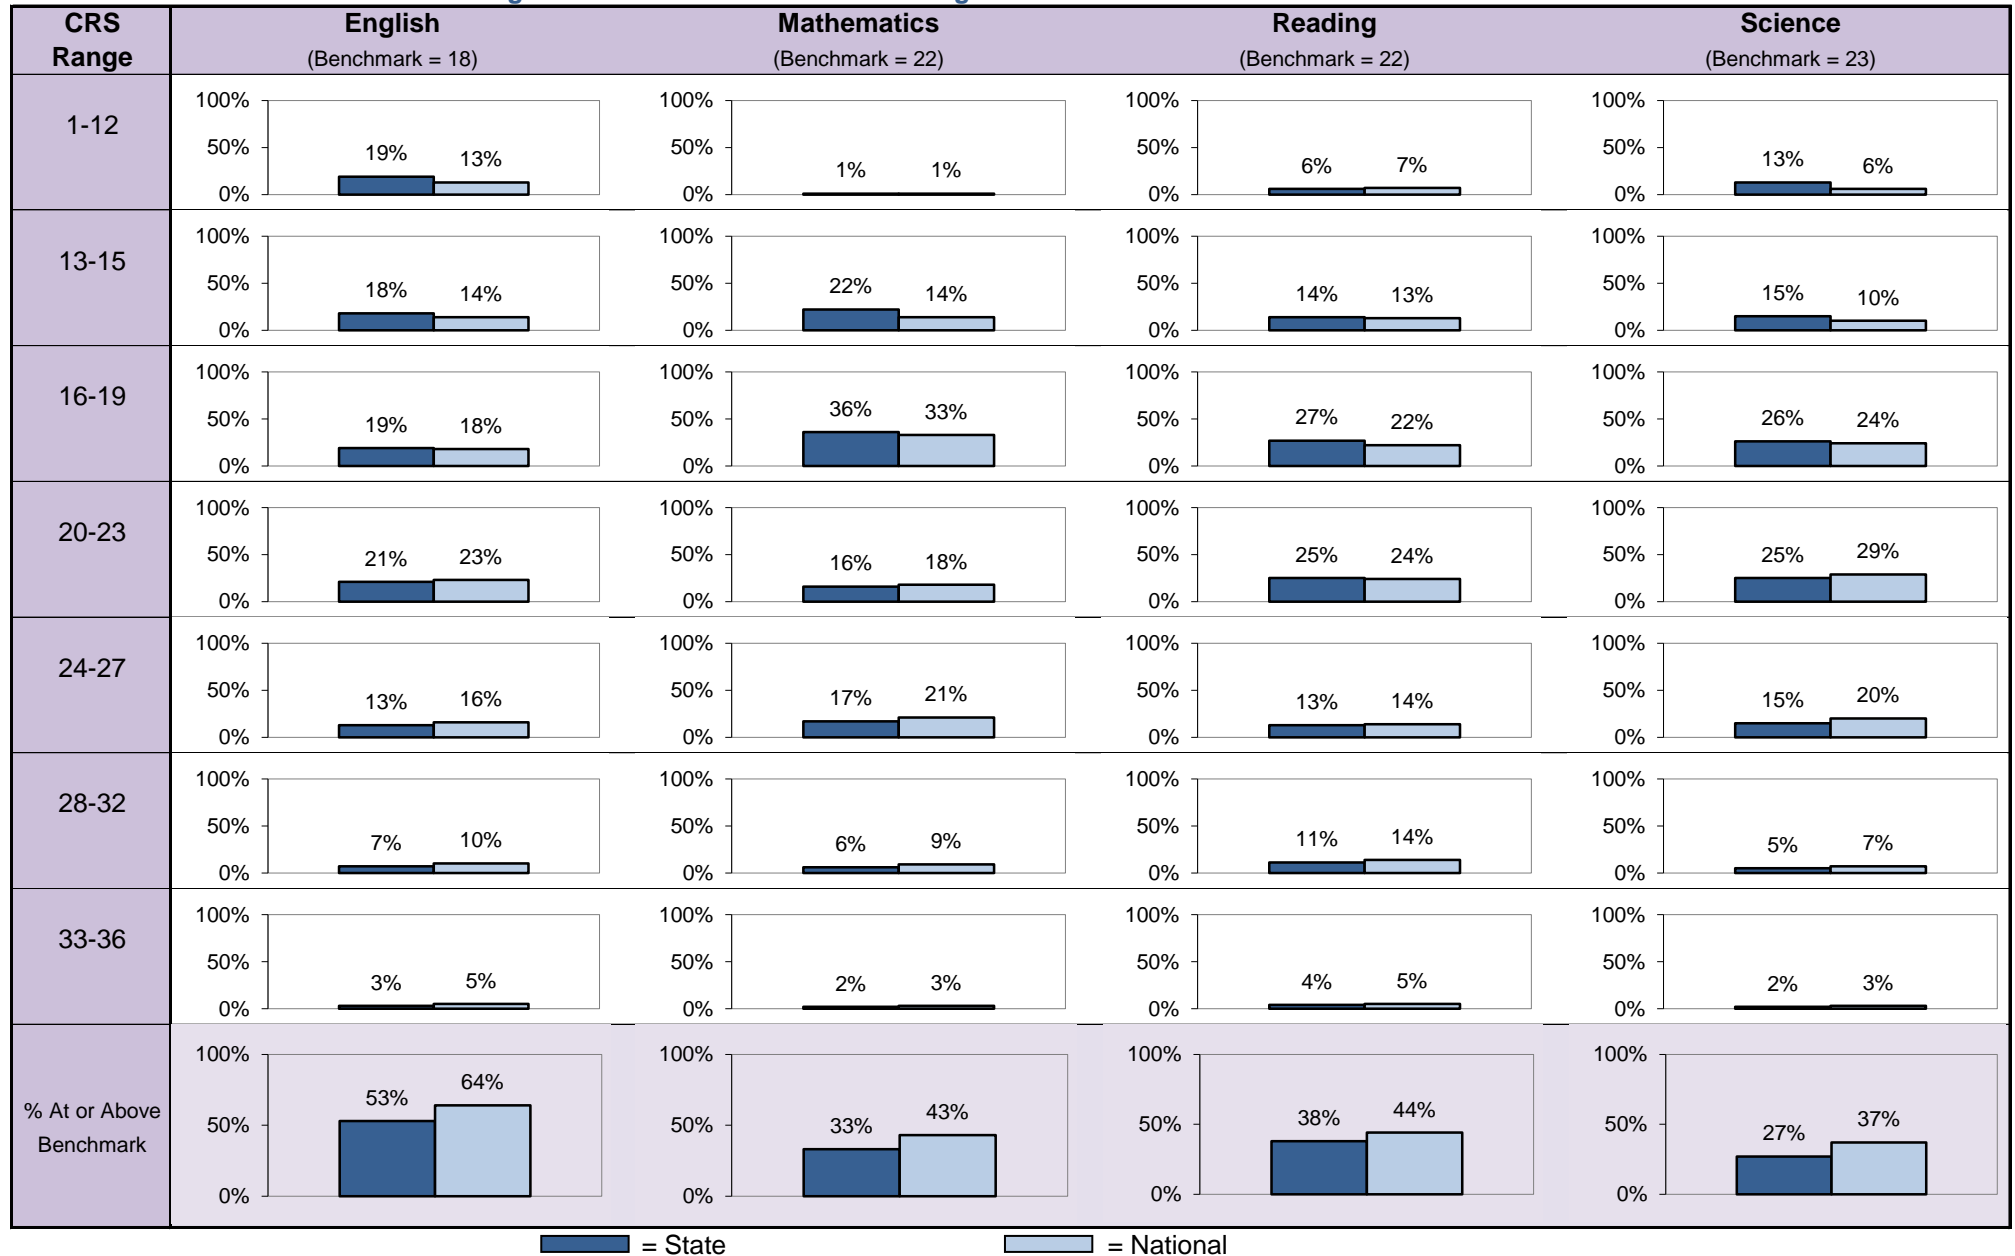 CRS Range English Mathematics Reading Science
(Benchmark = 18) (Benchmark = 22) (Benchmark = 22) (Benchmark = 23)
1-12
100% 100% 100% 100%
50% 19% 13% 50% 1% 1% 50% 6% 7% 50% 13% 6%
0% 0% 0% 0%
13-15
100% 100% 100% 100%
50% 18% 14% 50% 22% 14% 50% 14% 13% 50% 15% 10%
0% 0% 0% 0%
16-19
100% 100% 100% 100%
50% 19% 18% 50% 36% 33% 50% 27% 22% 50% 26% 24%
0% 0% 0% 0%
20-23
100% 100% 100% 100%
50% 21% 23% 50% 16% 18% 50% 25% 24% 50% 25% 29%
0% 0% 0% 0%
24-27
100% 100% 100% 100%
50% 13% 16% 50% 17% 21% 50% 13% 14% 50% 15% 20%
0% 0% 0% 0%
28-32
100% 100% 100% 100%
50% 7% 10% 50% 6% 9% 50% 11% 14% 50% 5% 7%
0% 0% 0% 0%
33-36
100% 100% 100% 100%
50% 3% 5% 50% 2% 3% 50% 4% 5% 50% 2% 3%
0% 0% 0% 0%
% At or Above
Benchmark
100% 100% 100% 100%
50% 53% 64% 50% 33% 43% 50% 38% 44% 50% 27% 37%
0% 0% 0% 0%
= State = National